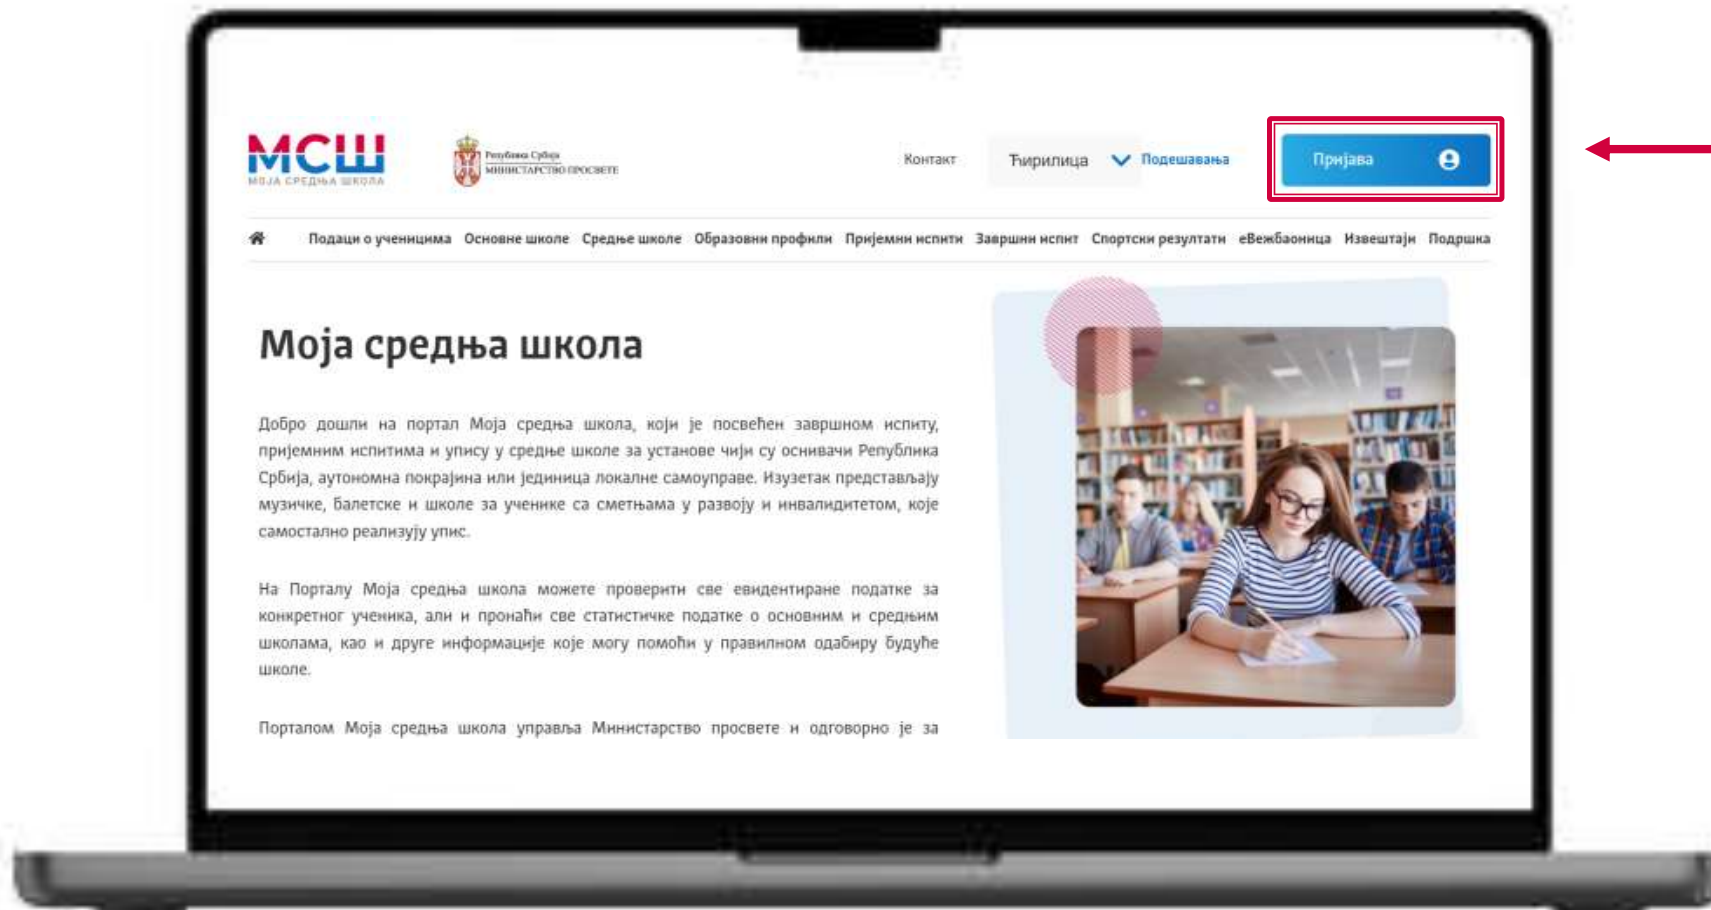 МСШ
МОЈА СРЕДЊА ШКОЛА
Република Србија
МИНИСТАРСТВО ПРОСВЕТЕ
Контакт
Ћирилица
Подешавања
Пријава
Подаци о ученицима Основне школе Средње школе Образовни профили Пријемни испити Завршни испит Спортски резултати еВежбаоница Извештаји Подршка
Моја средња школа
Добро дошли на портал Моја средња школа, који је посвећен завршном испиту,
пријемним испитима и упису у средње школе за установе чији су оснивачи Република
Србија, аутономна покрајина или јединица локалне самоуправе. Изузетак представљају
музичке, балетске и школе за ученике са сметњама у развоју и инвалидитетом, које
самостално реализују упис.
На Порталу Моја средња школа можете проверити све евидентиране податке за
конкретног ученика, али и пронаћи све статистичке податке о основним и средњим
школама, као и друге информације које могу помоћи у правилном одабиру будуће
школе.
Порталом Моја средња школа управља Министарство просвете и одговорно је за